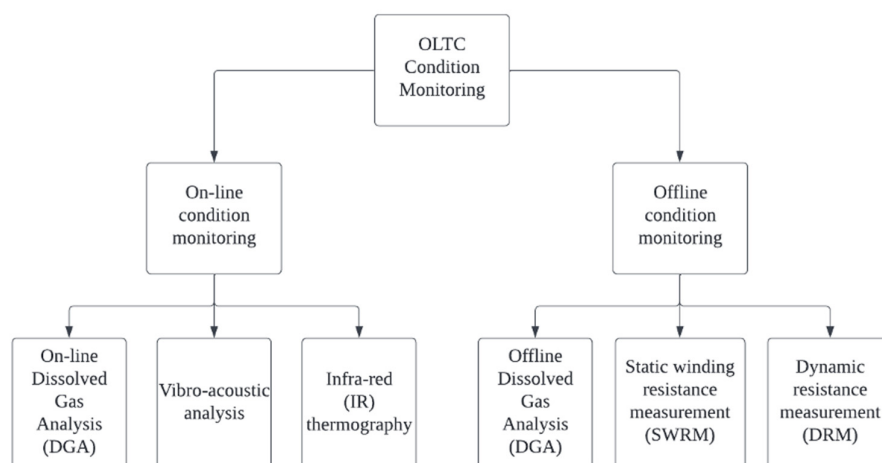 OLTC
Condition
Monitoring
On-line
condition
monitoring
Offline
condition
monitoring
On-line
Dissolved
Gas
Analysis
(DGA)
Vibro-acoustic
analysis
Infra-red
(IR)
thermography
Offline
Dissolved
Gas
Analysis
(DGA)
Static winding
resistance
measurement
(SWRM)
Dynamic
resistance
measurement
(DRM)